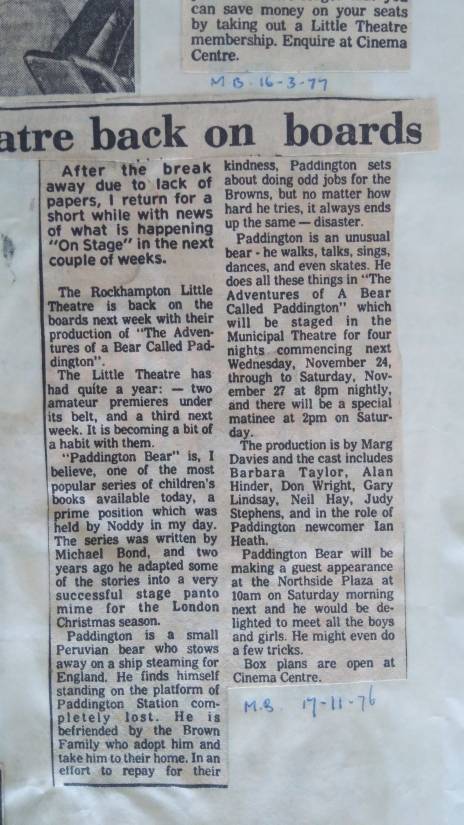 can save money on your seats
by taking out a Little Theatre
membership. Enquire at Cinema
Centre.
M B. 16-3-77
atre back on boards
After the break
away due to lack of
papers, I return for a
short while with news
of what is happening
"On Stage" in the next
couple of weeks.
The Rockhampton Little
Theatre is back on the
boards next week with their
production of "The Adven-
tures of a Bear Called Pad-
dington".
The Little Theatre has
had quite a year: — two
amateur premieres under
its belt, and a third next
week. It is becoming a bit of
a habit with them.
"Paddington Bear" is, I
believe, one of the most
popular series of children's
books available today, a
prime position which was
held by Noddy in my day.
The series was written by
Michael Bond, and two
years ago he adapted some
of the stories into a very
successful stage panto
mime for the London
Christmas season.
Paddington is a small
Peruvian bear who stows
away on a ship steaming for
England. He finds himself
standing on the platform of
Paddington Station com-
pletely lost. He is
befriended by the Brown
Family who adopt him and
take him to their home. In an
effort to repay for their
kindness, Paddington sets
about doing odd jobs for the
Browns, but no matter how
hard he tries, it always ends
up the same — disaster.
Paddington is an unusual
bear - he walks, talks, sings,
dances, and even skates. He
does all these things in "The
Adventures of A Bear
Called Paddington" which
will be staged in the
Municipal Theatre for four
nights commencing next
Wednesday, November 24,
through to Saturday, Nov-
ember 27 at 8pm nightly,
and there will be a special
matinee at 2pm on Satur-
day.
The production is by Marg
Davies and the cast includes
Barbara Taylor, Alan
Hinder, Don Wright, Gary
Lindsay, Neil Hay, Judy
Stephens, and in the role of
Paddington newcomer Ian
Heath.
Paddington Bear will be
making a guest appearance
at the Northside Plaza at
10am on Saturday morning
next and he would be de-
lighted to meet all the boys
and girls. He might even do
a few tricks.
Box plans are open at
Cinema Centre.
M.B. 17-11-76